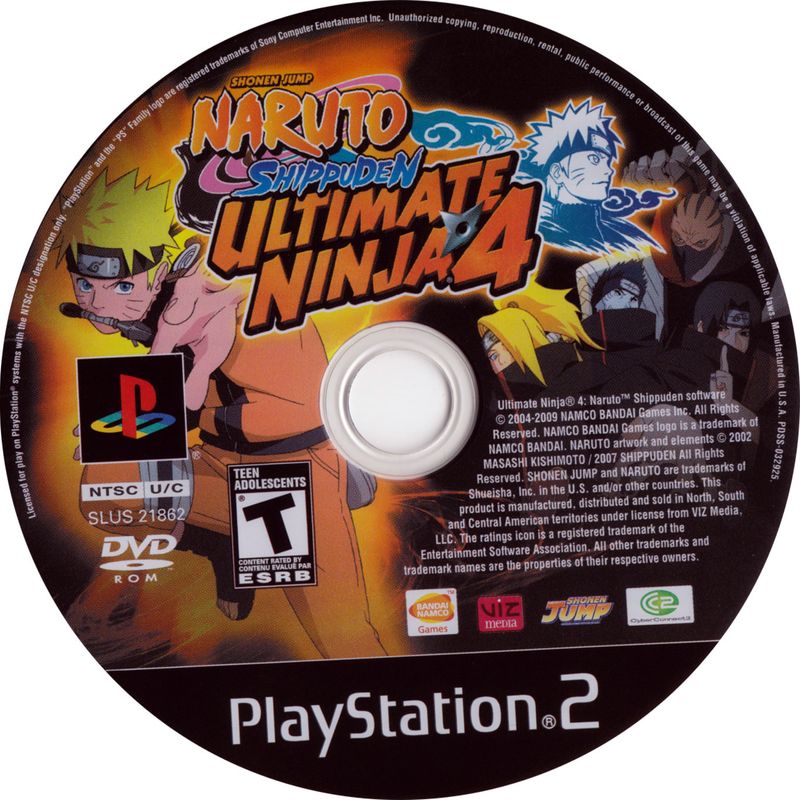 Licensed for play on PlayStation® systems with the NTSC U/C designation only. "PlayStation" and the "PS" Family logo are registered trademarks of Sony Computer Entertainment Inc. Unauthorized copying, reproduction, rental, public performance or broadcast of this game may be a violation of applicable laws. Manufactured in U.S.A. PDSS-032925
SHONEN JUMP
NARUTO
SHIPPUDEN
ULTIMATE
NINJA 4
NTSC U/C
SLUS 21862
DVD
ROM
TEEN
ADOLESCENTS
T
CONTENT RATED BY
CONTENU ÉVALUÉ PAR
ESRB
Ultimate Ninja® 4: Naruto™ Shippuden software
© 2004-2009 NAMCO BANDAI Games Inc. All Rights
Reserved. NAMCO BANDAI Games logo is a trademark of
NAMCO BANDAI. NARUTO artwork and elements © 2002
MASASHI KISHIMOTO / 2007 SHIPPUDEN All Rights
Reserved. SHONEN JUMP and NARUTO are trademarks of
Shueisha, Inc. in the U.S. and/or other countries. This
product is manufactured, distributed and sold in North, South
and Central American territories under license from VIZ Media,
LLC. The ratings icon is a registered trademark of the
Entertainment Software Association. All other trademarks and
trademark names are the properties of their respective owners.
BANDAI
NAMCO
Games
VIZ
media
SHONEN
JUMP
C2
CyberConnect2
PlayStation®2